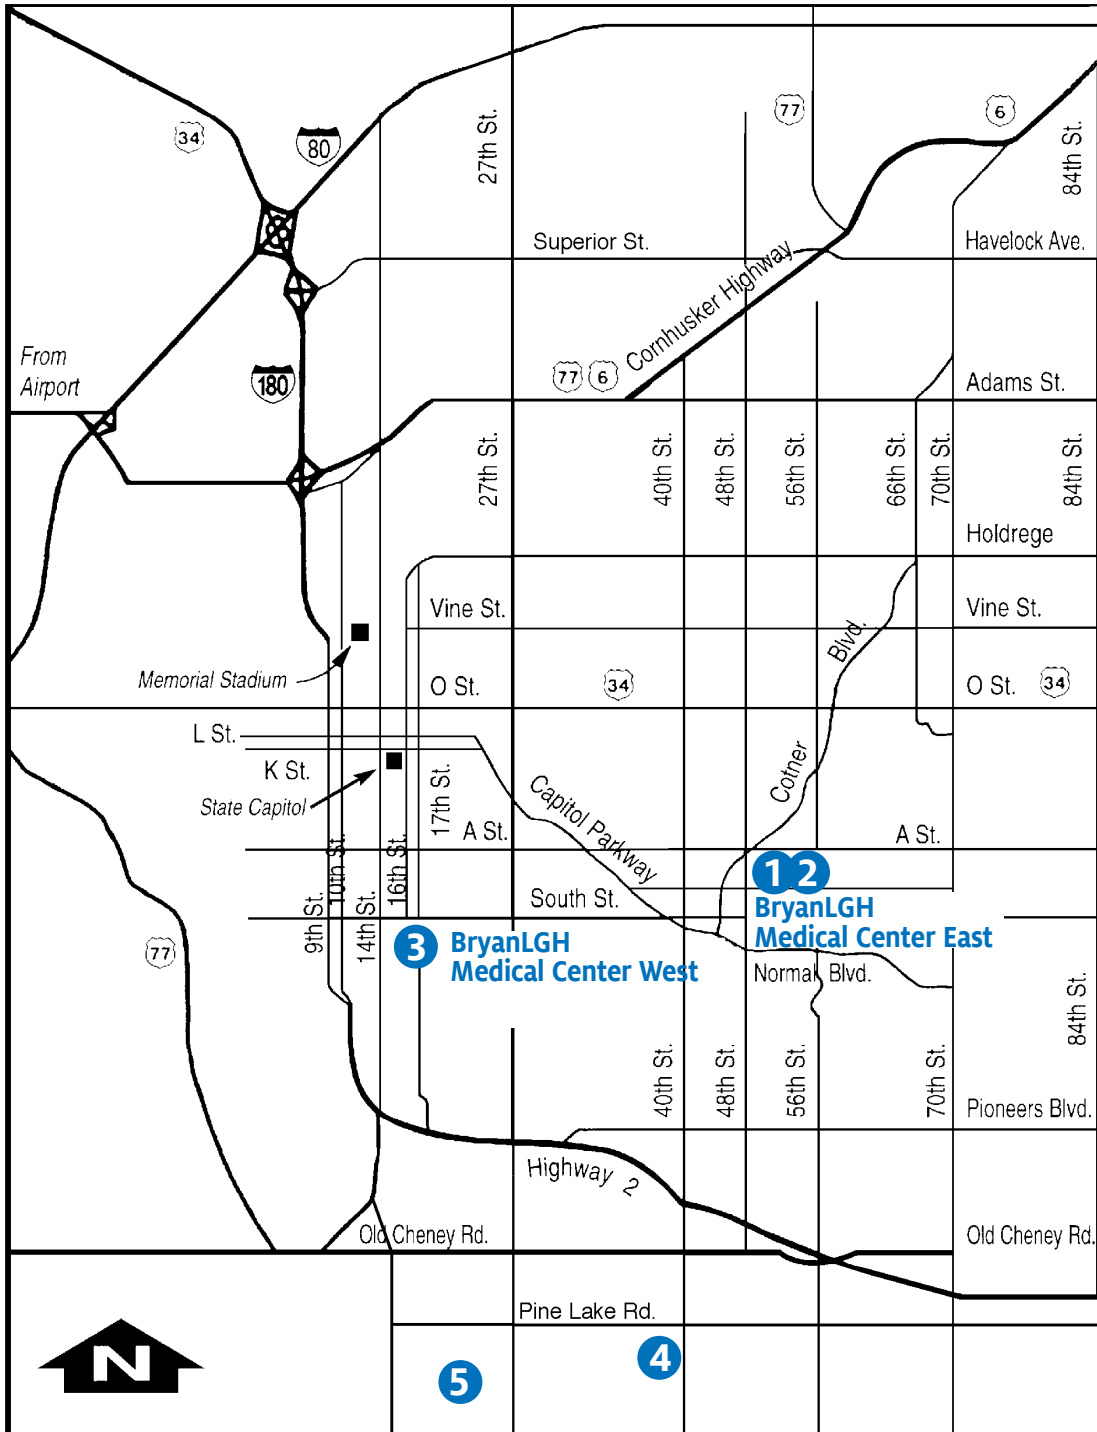 34
80
27th St.
77
6
84th St.
Superior St.
Havelock Ave.
Cornhusker Highway
From
Airport
180
77
6
Adams St.
27th St.
40th St.
48th St.
56th St.
66th St.
70th St.
84th St.
Holdrege
Vine St.
Vine St.
Blvd.
Memorial Stadium
O St.
34
O St.
34
L St.
K St.
State Capitol
17th St.
Capitol Parkway
Cotner
A St.
A St.
10th St.
16th St.
1
2
South St.
9th St.
14th St.
BryanLGH
Medical Center East
3
BryanLGH
Medical Center West
77
Normal Blvd.
84th St.
40th St.
48th St.
56th St.
70th St.
Pioneers Blvd.
Highway 2
Old Cheney Rd.
Old Cheney Rd.
Pine Lake Rd.
N
4
5